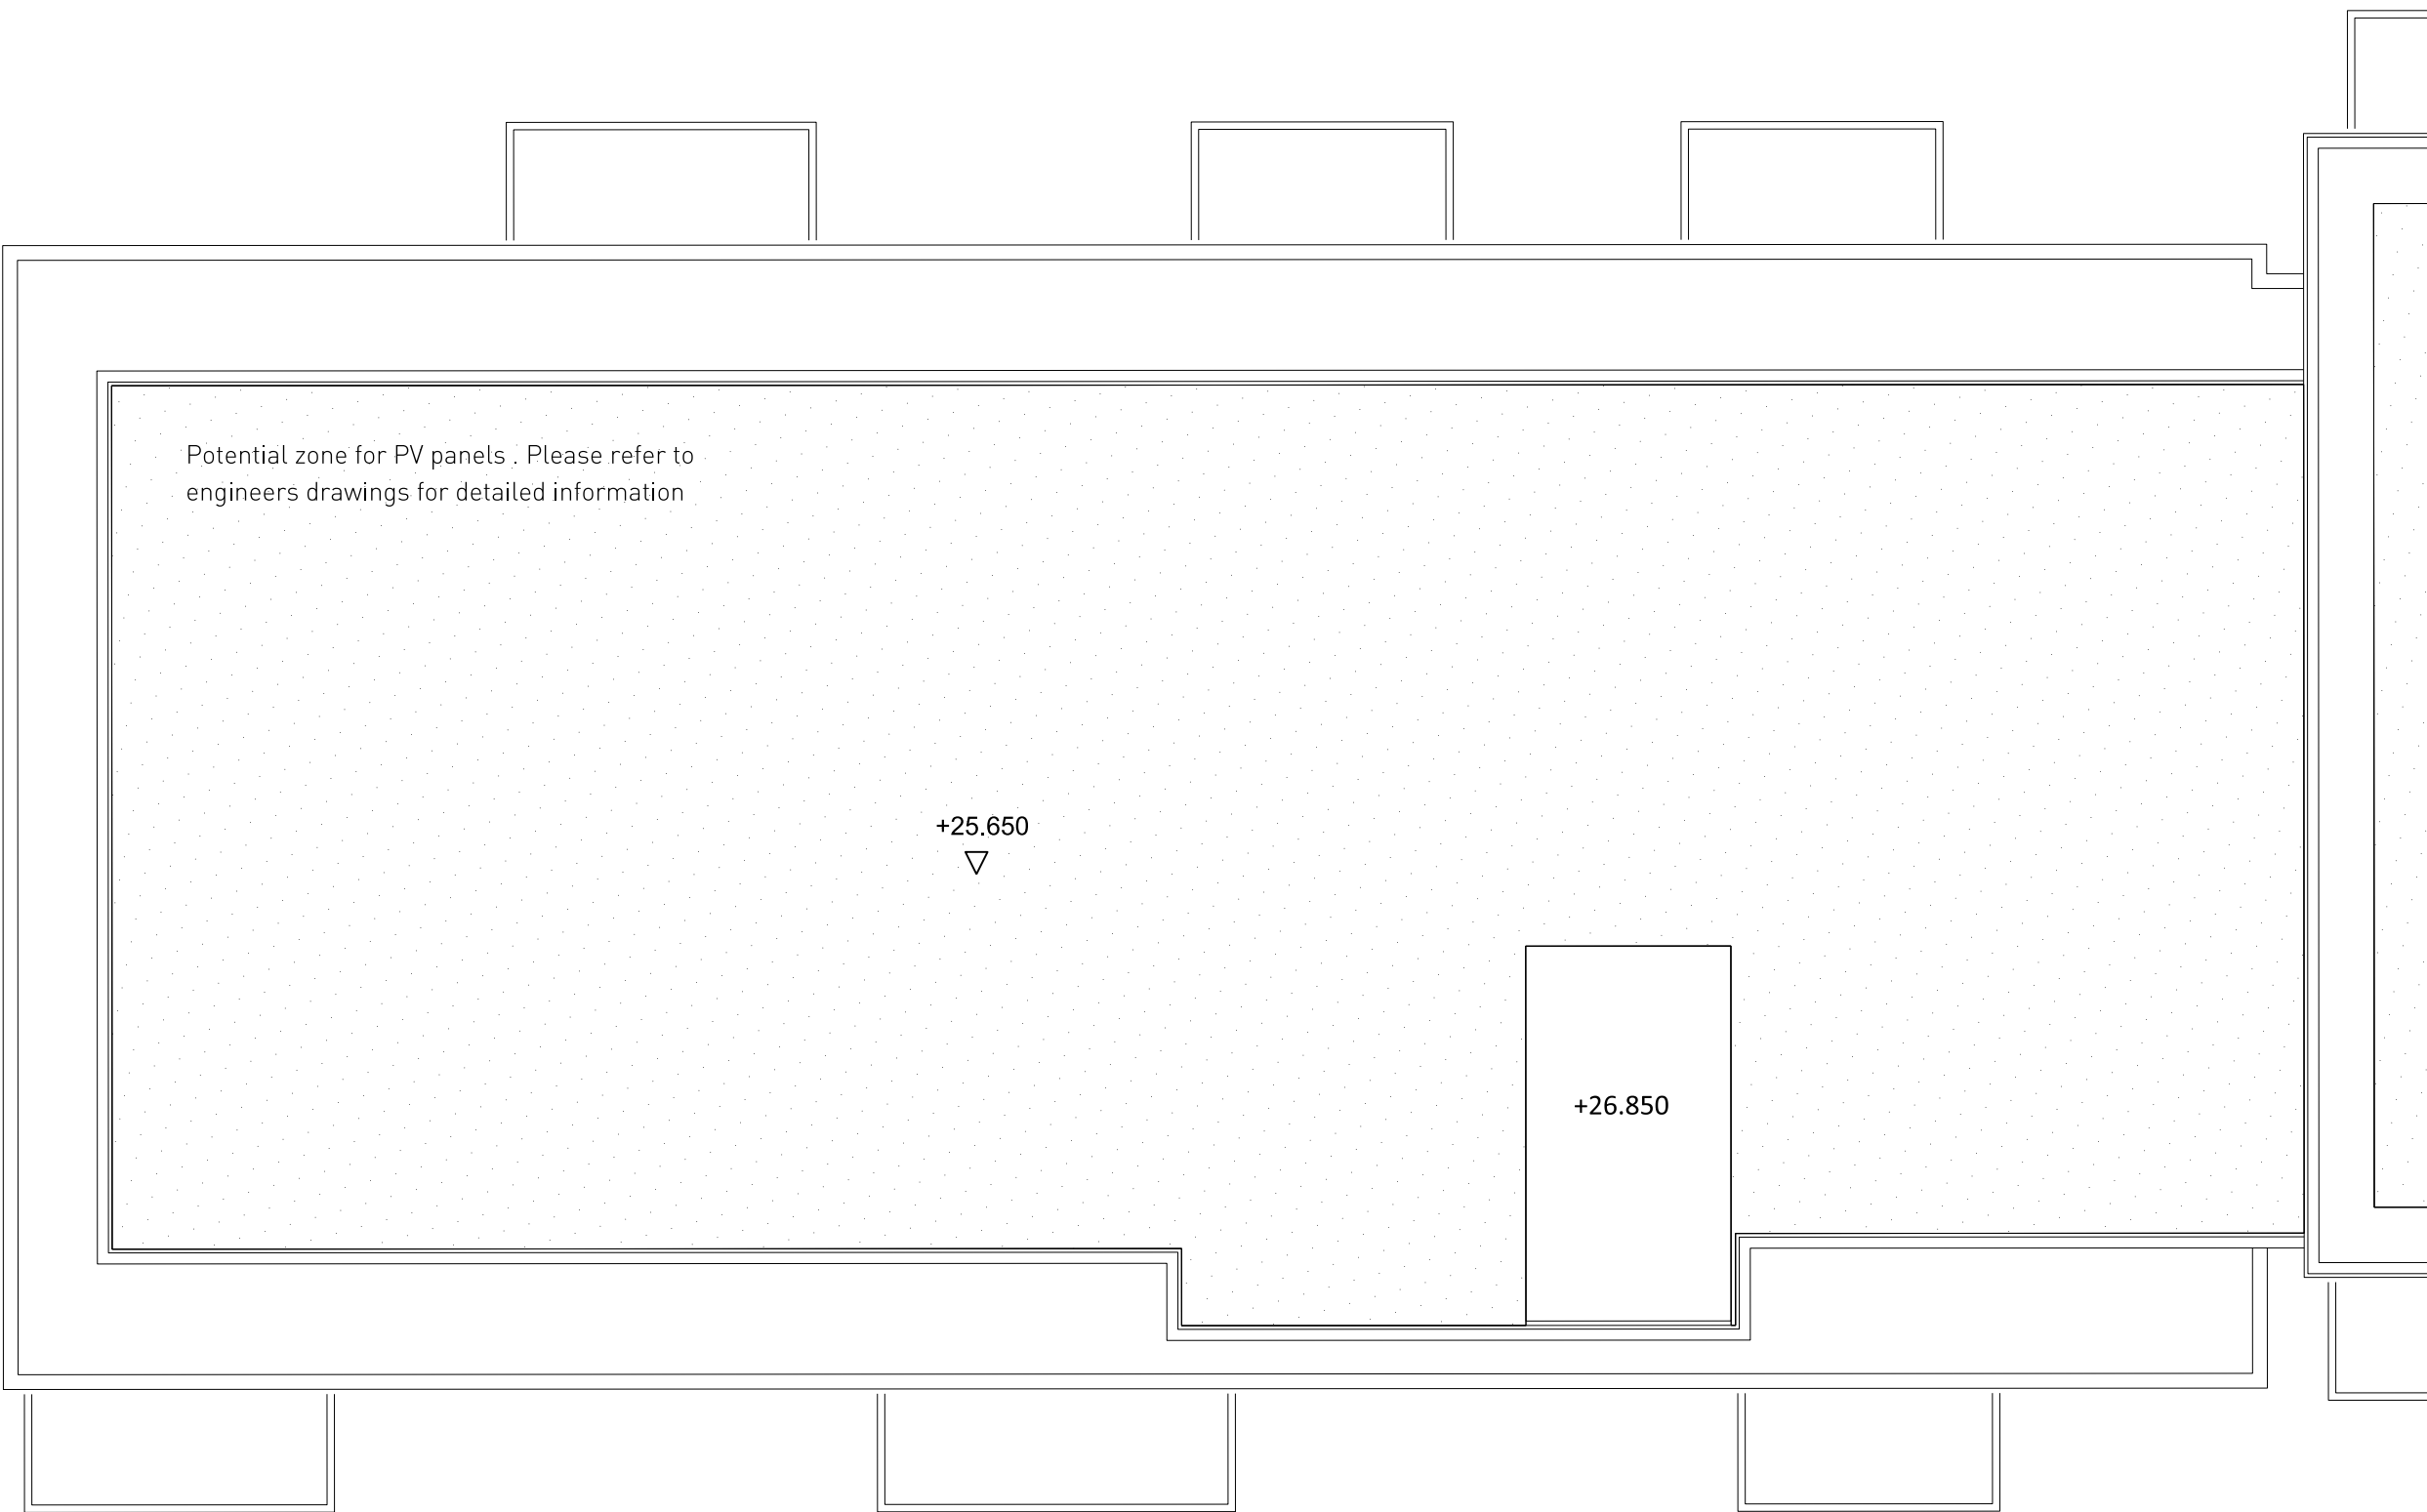 Potential zone for PV panels . Please refer to
engineers drawings for detailed information
+25.650
+26.850